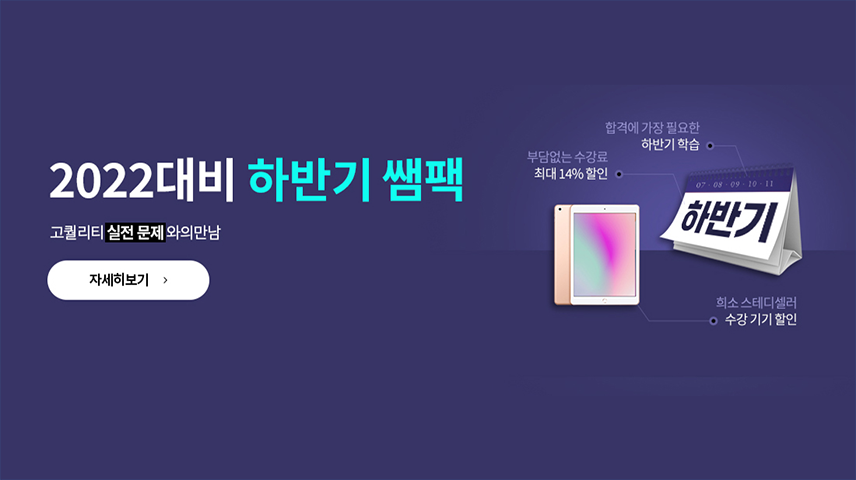 2022대비 하반기 쌤팩
고퀄리티 실전 문제 와의만남
자세히보기 >
합격에 가장 필요한
하반기 학습
부담없는 수강료
최대 14% 할인
07 · 08 · 09 · 10 · 11
하반기
희소 스테디셀러
수강 기기 할인